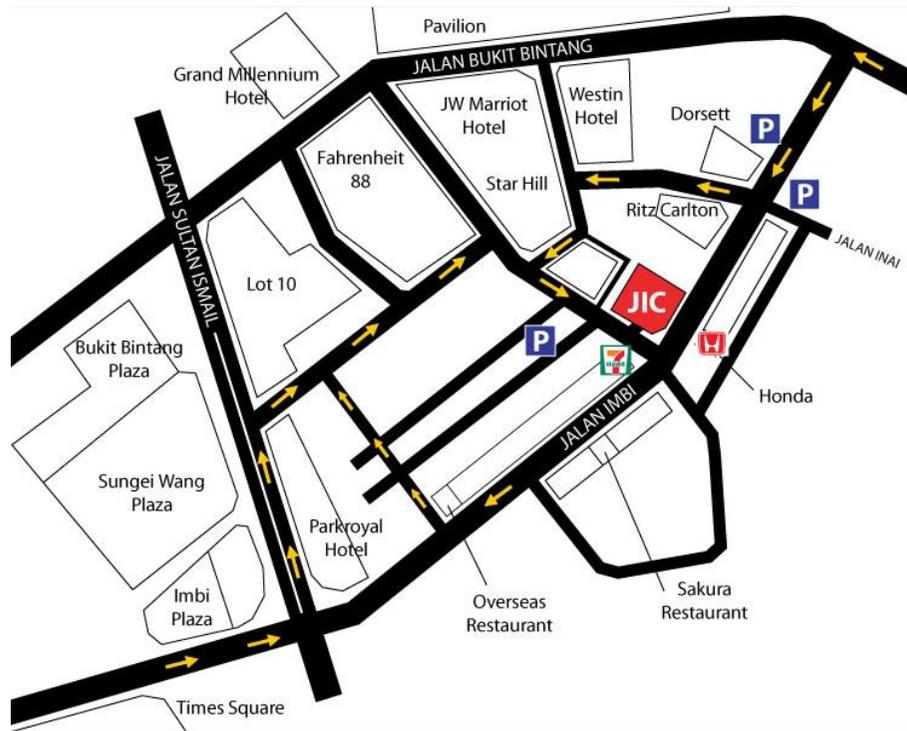 Pavilion
JALAN BUKIT BINTANG
Grand Millennium
Hotel
JW Marriot
Hotel
Westin
Hotel
Dorsett
P
Fahrenheit
88
JALAN SULTAN ISMAIL
Star Hill
P
Ritz Carlton
JALAN INAI
Lot 10
JIC
Bukit Bintang
Plaza
P
7
ELEVEN
H
Honda
JALAN IMBI
Sungei Wang
Plaza
Parkroyal
Hotel
Imbi
Plaza
Overseas
Restaurant
Sakura
Restaurant
Times Square